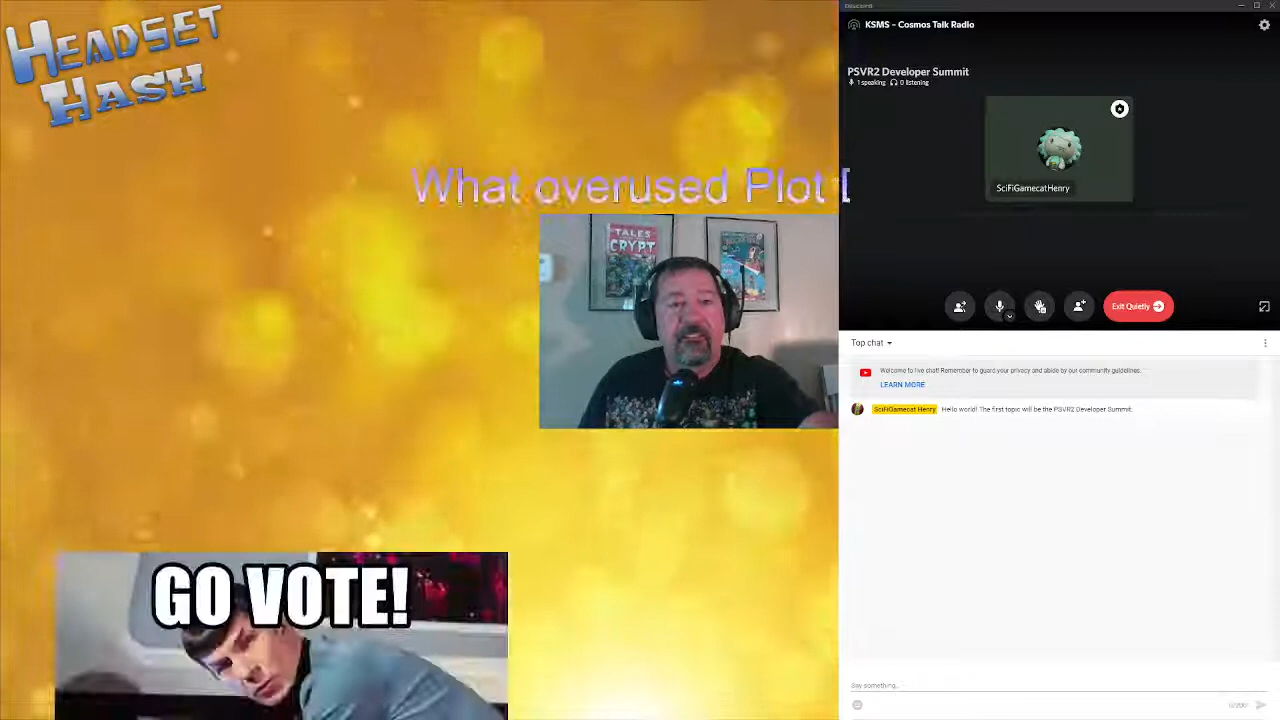 HEADSET
HASH
What overused Plot
TALES
CRYPT
GO VOTE!
Discord
KSMS - Cosmos Talk Radio
PSVR2 Developer Summit
1 speaking 0 listening
SciFiGamecatHenry
Exit Quietly
Top chat
Welcome to live chat! Remember to guard your privacy and abide by our community guidelines.
LEARN MORE
SciFiGamecat Henry Hello world! The first topic will be the PSVR2 Developer Summit.
Say something...
0/200